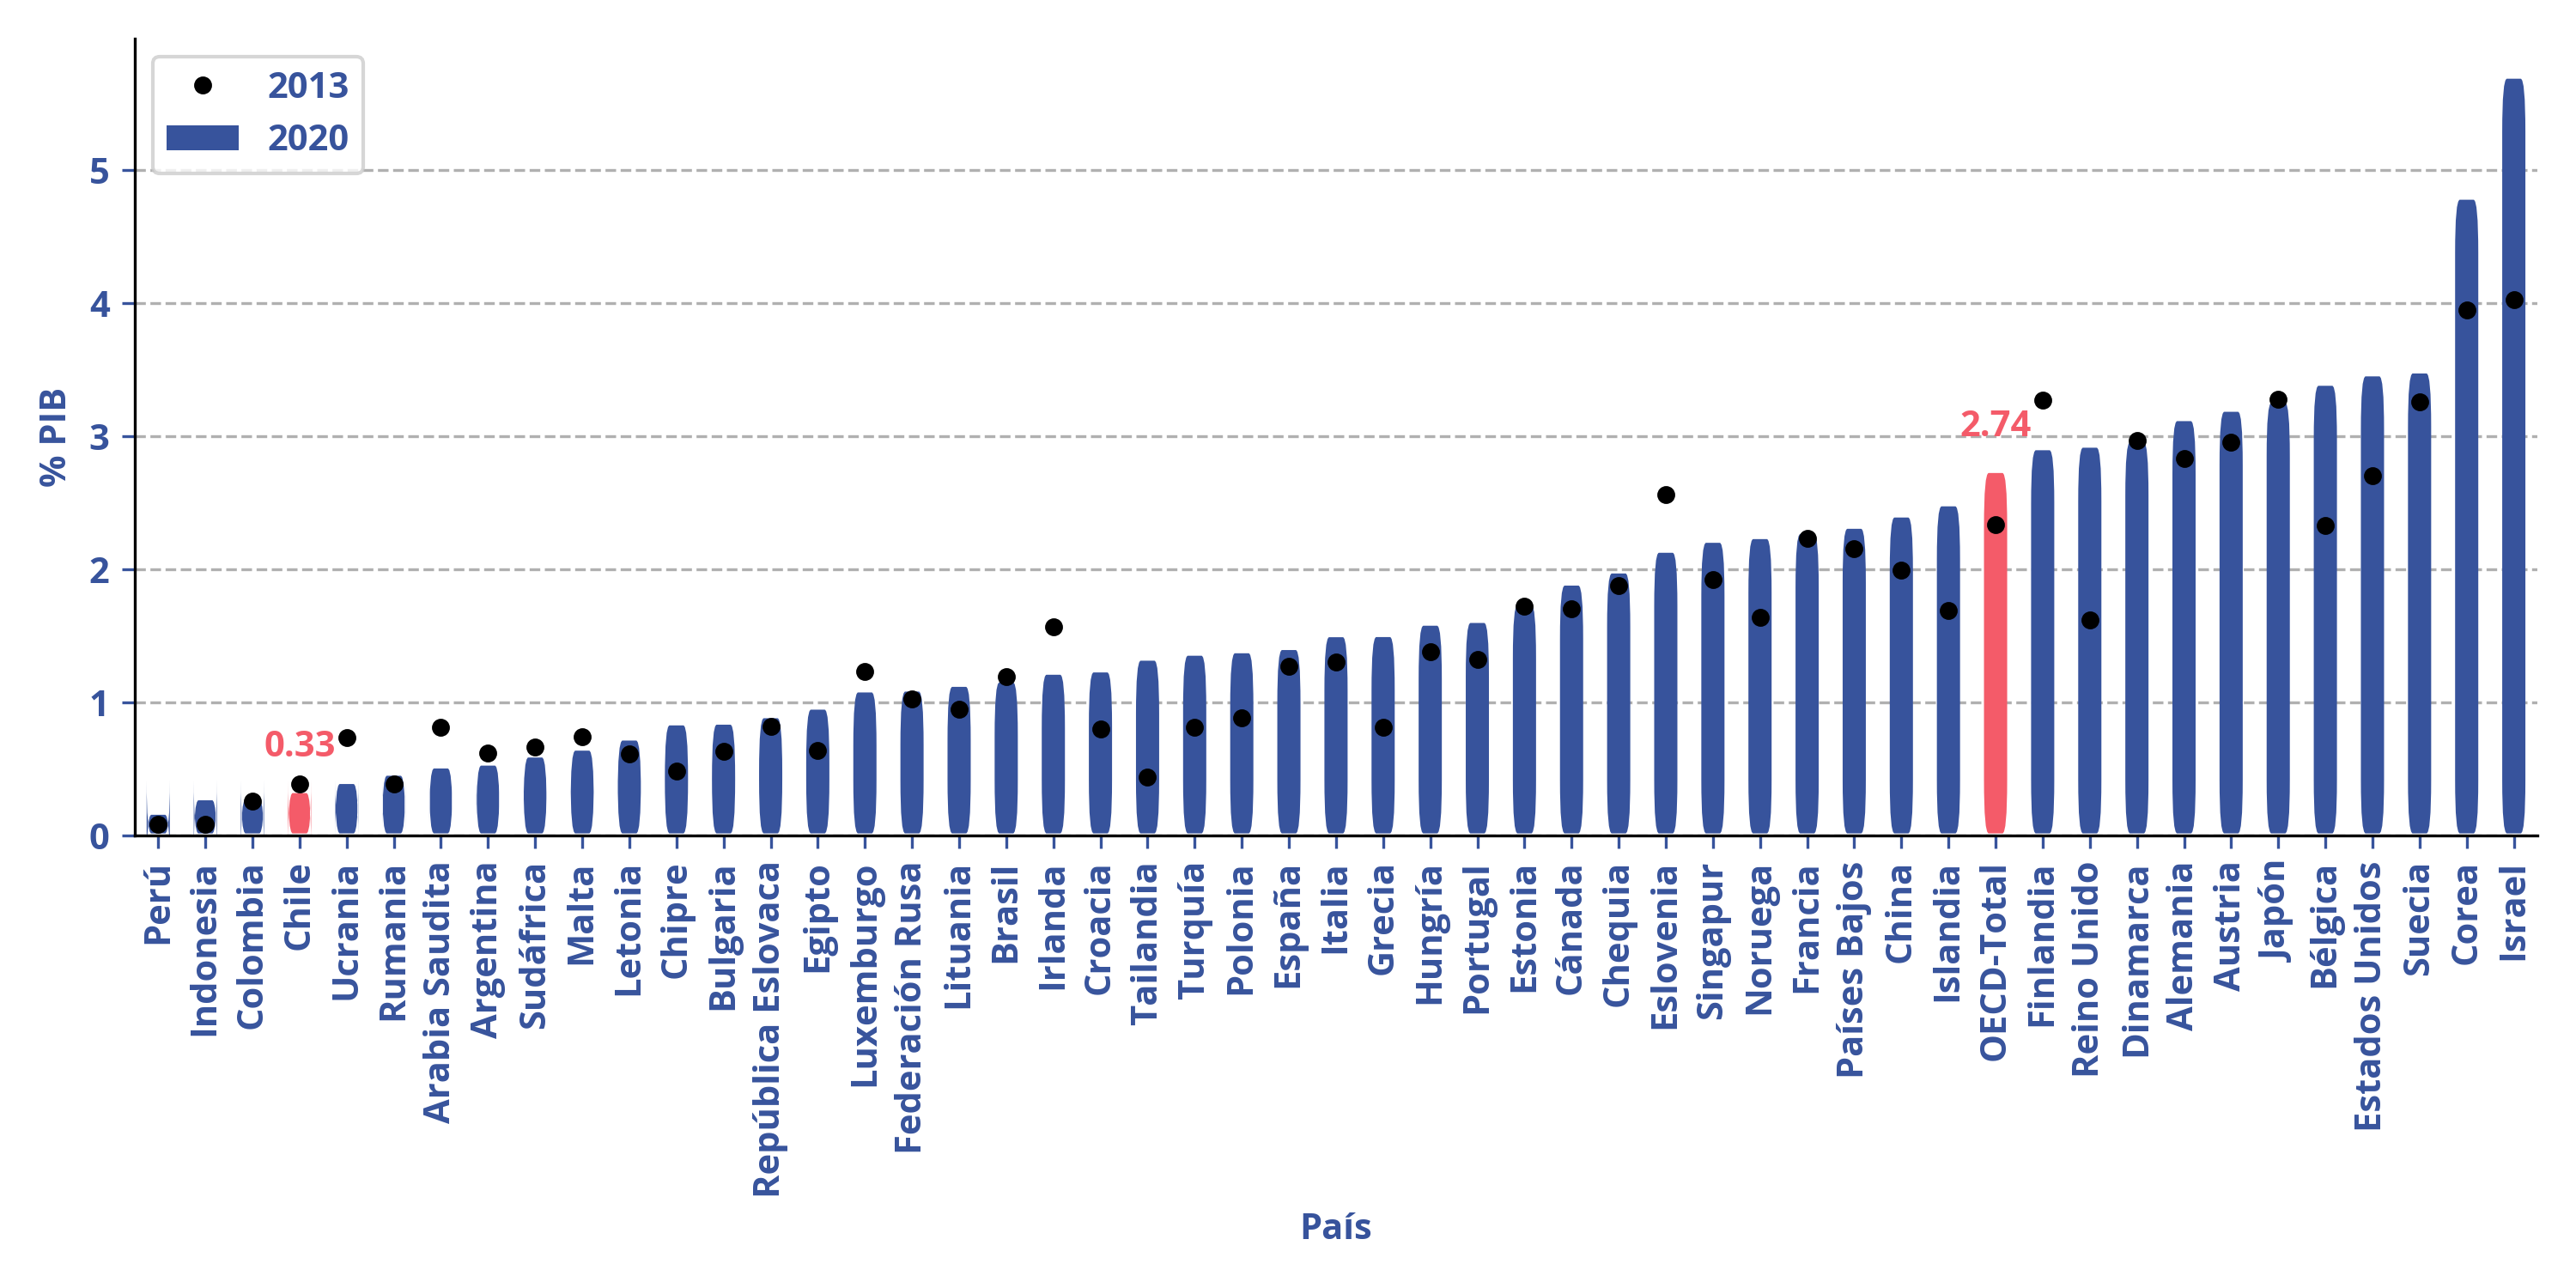 2013
2020
5
4
3
2
1
0
% PIB
0.33
2.74
Perú
Indonesia
Colombia
Chile
Ucrania
Rumania
Arabia Saudita
Argentina
Sudáfrica
Malta
Letonia
Chipre
Bulgaria
República Eslovaca
Egipto
Luxemburgo
Federación Rusa
Lituania
Brasil
Irlanda
Croacia
Tailandia
Turquía
Polonia
España
Italia
Grecia
Hungría
Portugal
Estonia
Cánada
Chequia
Eslovenia
Singapur
Noruega
Francia
Países Bajos
China
Islandia
OECD-Total
Finlandia
Reino Unido
Dinamarca
Alemania
Austria
Japón
Bélgica
Estados Unidos
Suecia
Corea
Israel
País